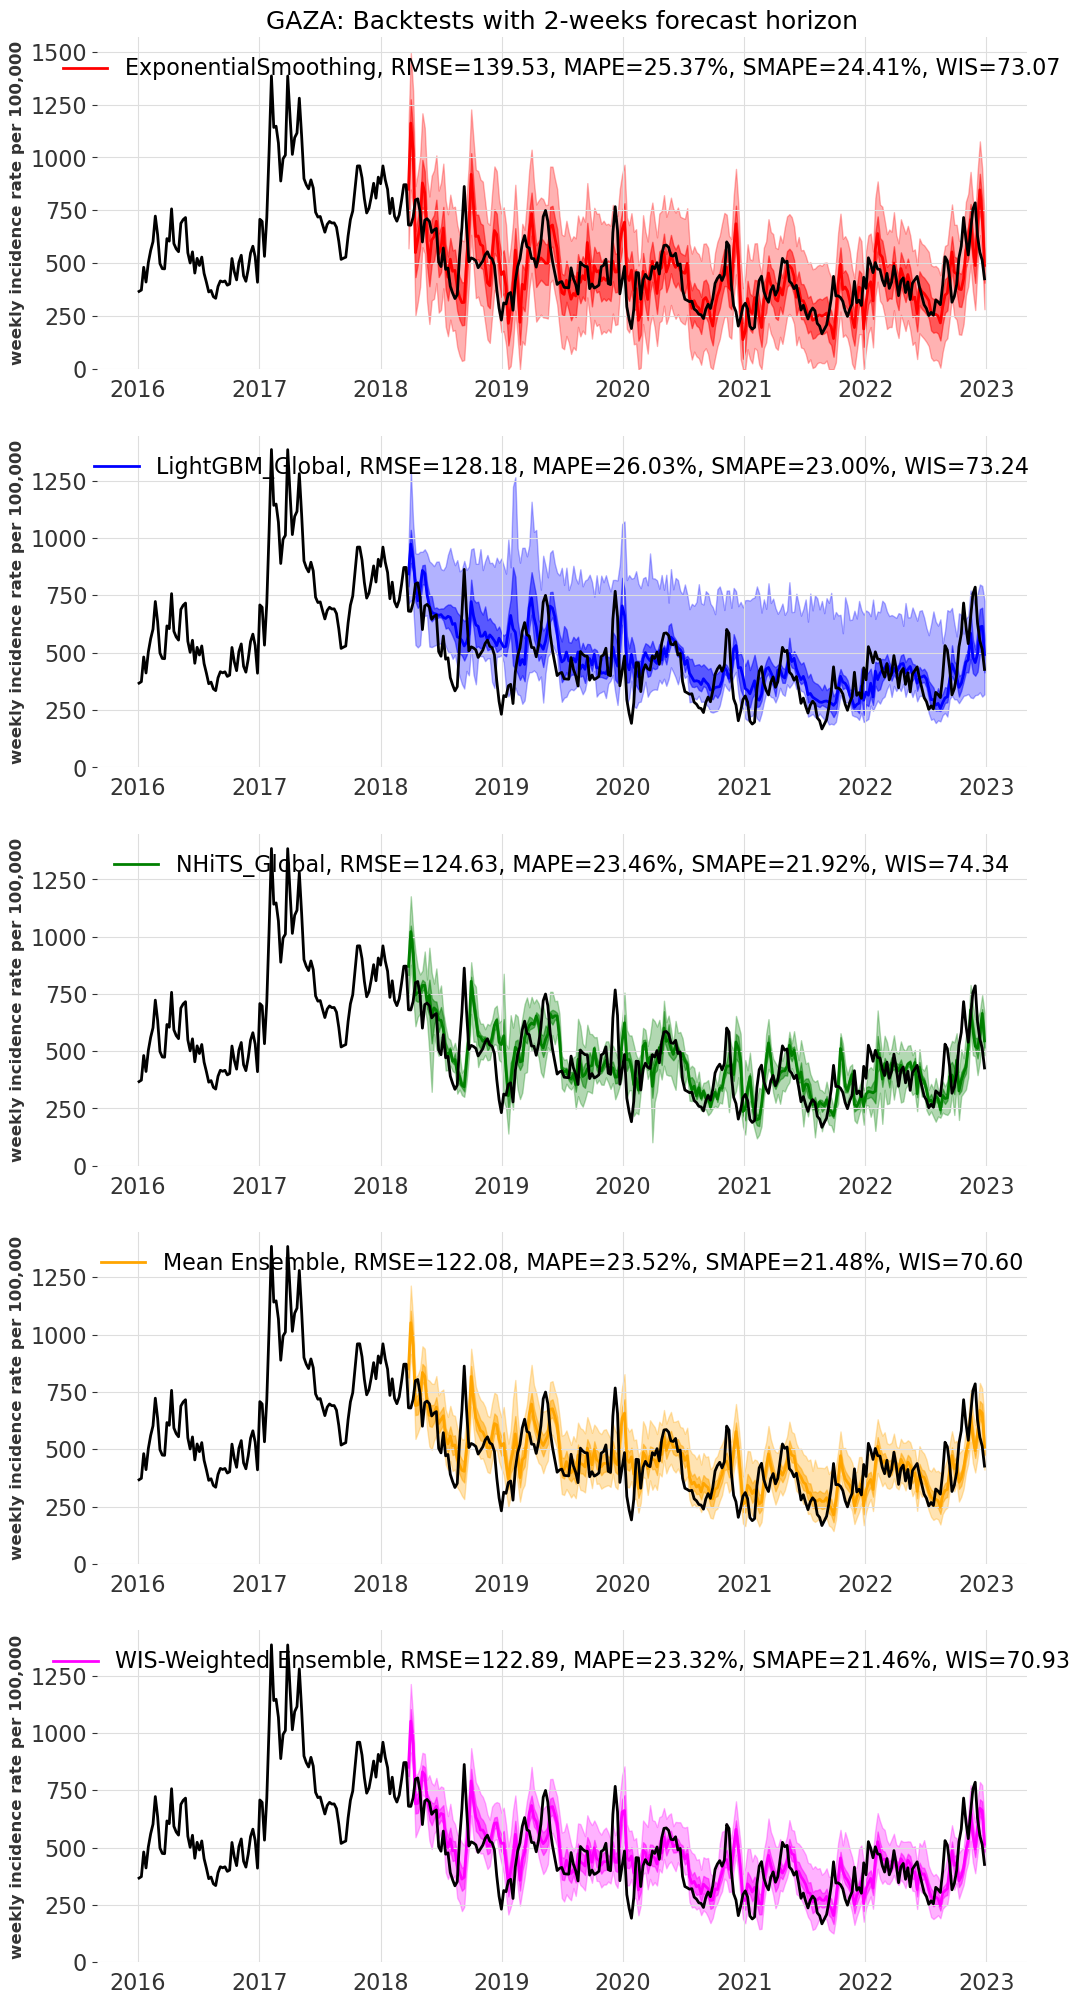 GAZA: Backtests with 2-weeks forecast horizon
weekly incidence rate per 100,000
ExponentialSmoothing, RMSE=139.53, MAPE=25.37%, SMAPE=24.41%, WIS=73.07
1500
1250
1000
750
500
250
0
2016 2017 2018 2019 2020 2021 2022 2023
weekly incidence rate per 100,000
LightGBM_Global, RMSE=128.18, MAPE=26.03%, SMAPE=23.00%, WIS=73.24
1250
1000
750
500
250
0
2016 2017 2018 2019 2020 2021 2022 2023
weekly incidence rate per 100,000
NHiTS_Global, RMSE=124.63, MAPE=23.46%, SMAPE=21.92%, WIS=74.34
1250
1000
750
500
250
0
2016 2017 2018 2019 2020 2021 2022 2023
weekly incidence rate per 100,000
Mean Ensemble, RMSE=122.08, MAPE=23.52%, SMAPE=21.48%, WIS=70.60
1250
1000
750
500
250
0
2016 2017 2018 2019 2020 2021 2022 2023
weekly incidence rate per 100,000
WIS-Weighted Ensemble, RMSE=122.89, MAPE=23.32%, SMAPE=21.46%, WIS=70.93
1250
1000
750
500
250
0
2016 2017 2018 2019 2020 2021 2022 2023